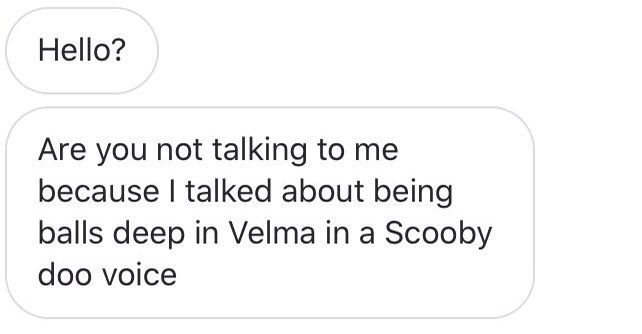 Hello?
Are you not talking to me
because I talked about being
balls deep in Velma in a Scooby
doo voice